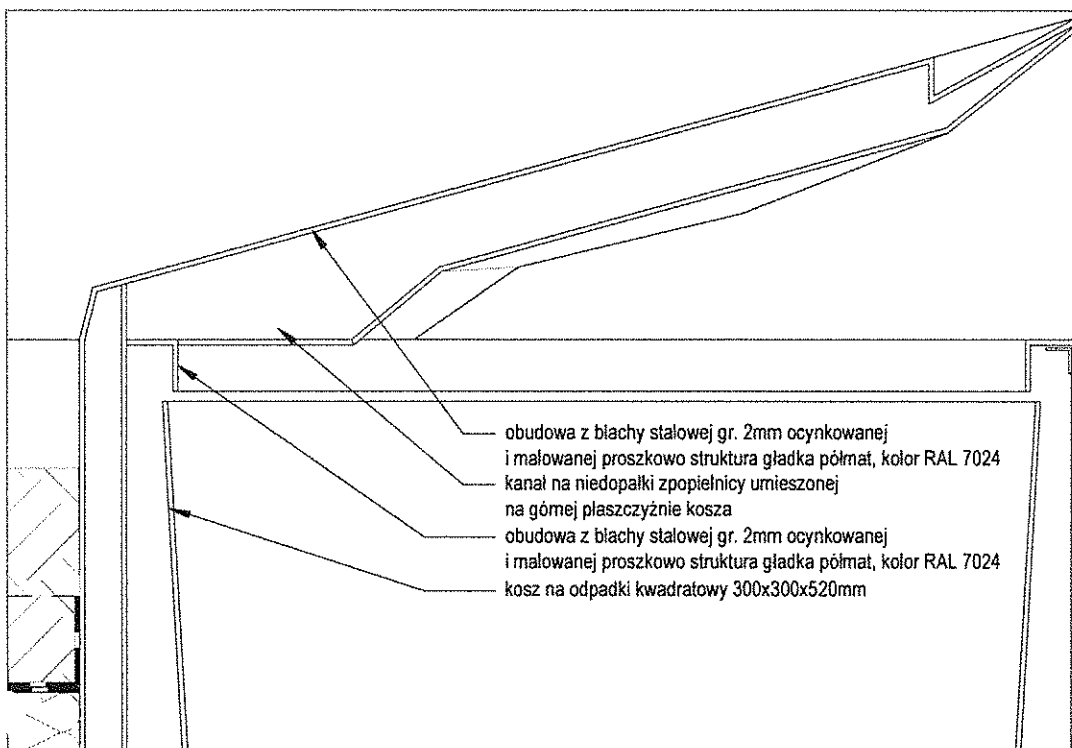 obudowa z blachy stalowej gr. 2mm ocynkowanej
i malowanej proszkowo struktura gładka półmat, kolor RAL 7024
kanał na niedopałki zpopielnicy umieszonej
na górnej płaszczyźnie kosza
obudowa z blachy stalowej gr. 2mm ocynkowanej
i malowanej proszkowo struktura gładka półmat, kolor RAL 7024
kosz na odpadki kwadratowy 300x300x520mm